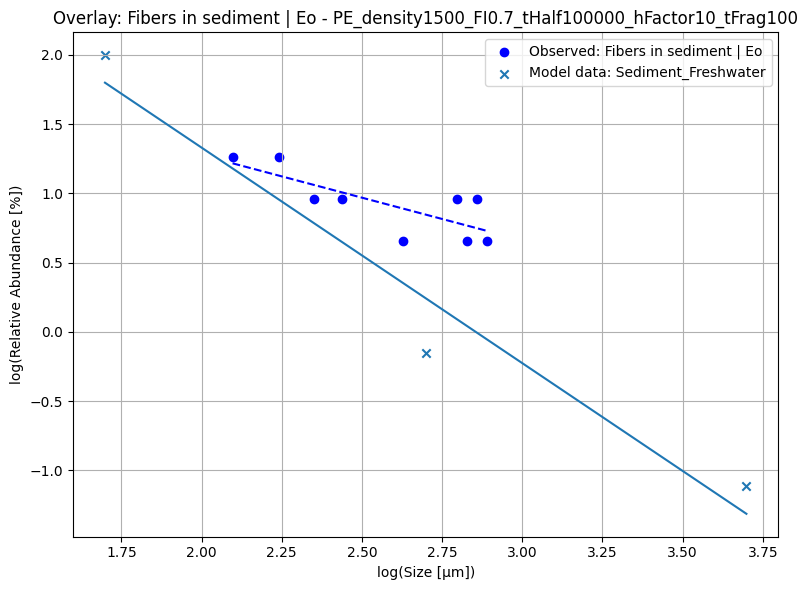 Overlay: Fibers in sediment | Eo - PE_density1500_FI0.7_tHalf100000_hFactor10_tFrag100
Observed: Fibers in sediment | Eo
Model data: Sediment_Freshwater
log(Relative Abundance [%])
2.0
1.5
1.0
0.5
0.0
−0.5
−1.0
1.75 2.00 2.25 2.50 2.75 3.00 3.25 3.50 3.75
log(Size [µm])